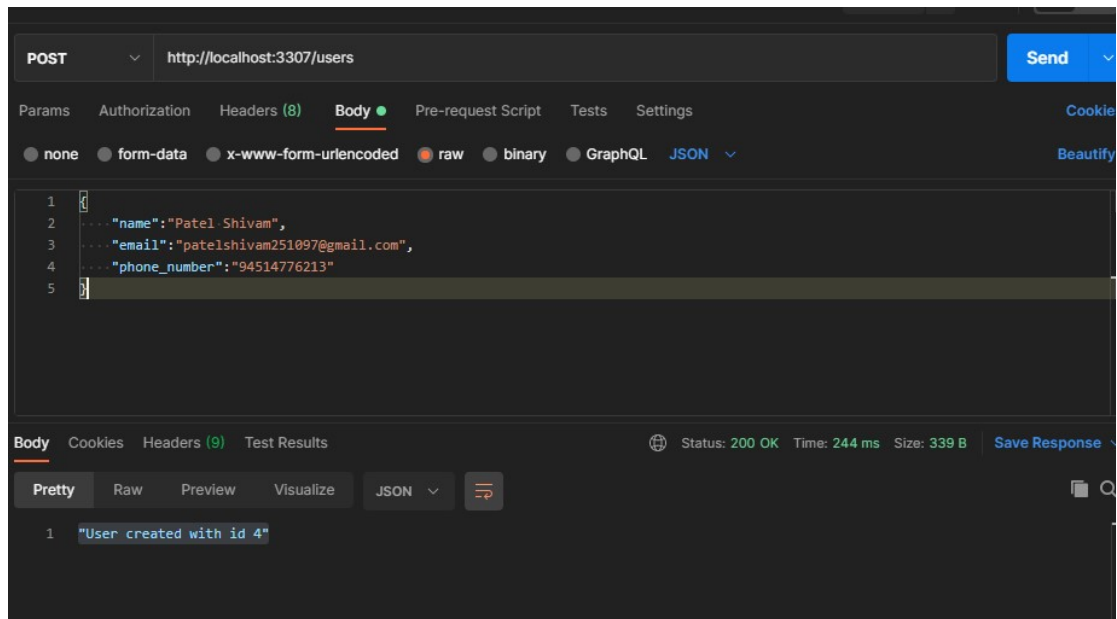 POST http://localhost:3307/users Send
Params Authorization Headers (8) Body Pre-request Script Tests Settings Cookie
none form-data x-www-form-urlencoded raw binary GraphQL JSON Beautify
1 {
2 "name":"Patel Shivam",
3 "email":"patelshivam251097@gmail.com",
4 "phone_number":"94514776213"
5 }
Body Cookies Headers (9) Test Results Status: 200 OK Time: 244 ms Size: 339 B Save Response
Pretty Raw Preview Visualize JSON
1 "User created with id 4"